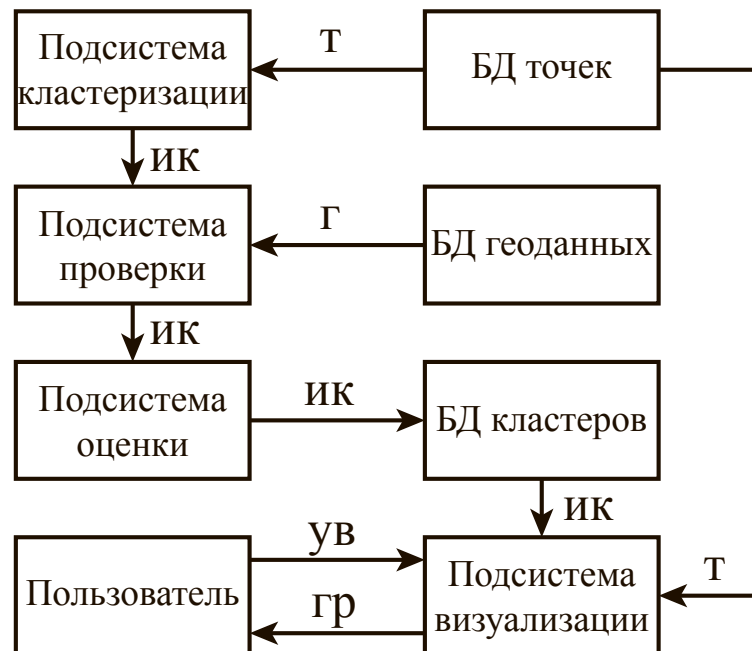 Подсистема
кластеризации
т
БД точек
ик
Подсистема
проверки
г
БД геоданных
ик
Подсистема
оценки
ик
БД кластеров
ик
Пользователь
ув
гр
Подсистема
визуализации
т